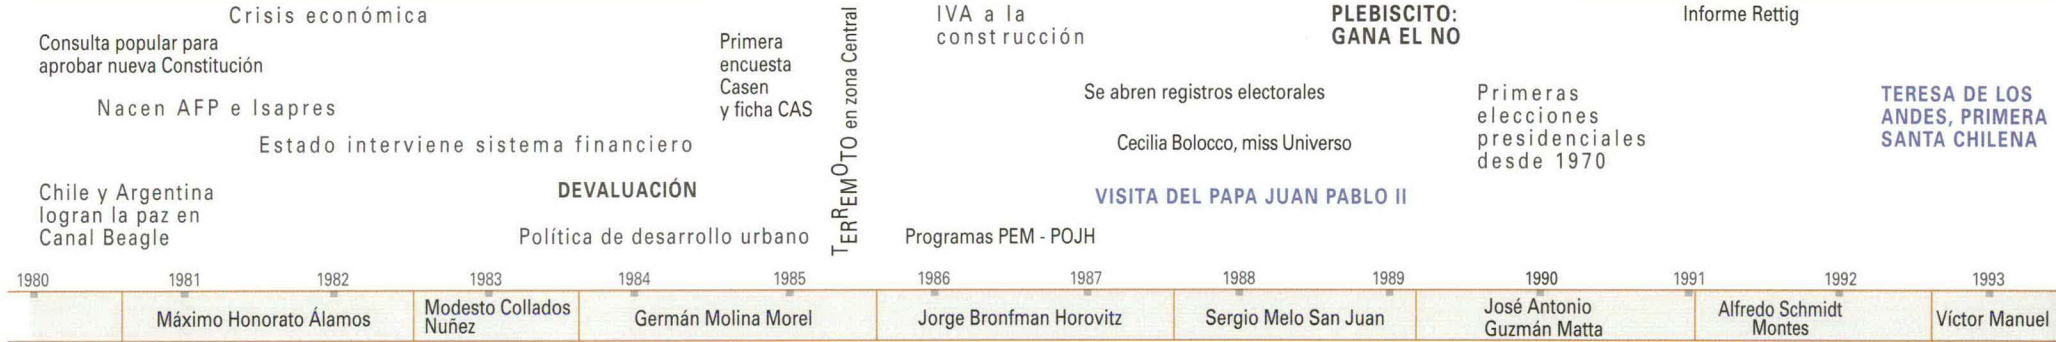 Crisis económica
Consulta popular para
aprobar nueva Constitución
Nacen AFP e Isapres
Estado interviene sistema financiero
Chile y Argentina
logran la paz en
Canal Beagle
DEVALUACIÓN
Política de desarrollo urbano
Primera
encuesta
Casen
y ficha CAS
TERREMOTO en zona Central
IVA a la
construcción
Se abren registros electorales
Cecilia Bolocco, miss Universo
VISITA DEL PAPA JUAN PABLO II
Programas PEM - POJH
PLEBISCITO:
GANA EL NO
Primeras
elecciones
presidenciales
desde 1970
Informe Rettig
TERESA DE LOS
ANDES, PRIMERA
SANTA CHILENA
1980 1981 1982 1983 1984 1985 1986 1987 1988 1989 1990 1991 1992 1993
Máximo Honorato Álamos
Modesto Collados
Nuñez
Germán Molina Morel
Jorge Bronfman Horovitz
Sergio Melo San Juan
José Antonio
Guzmán Matta
Alfredo Schmidt
Montes
Víctor Manuel